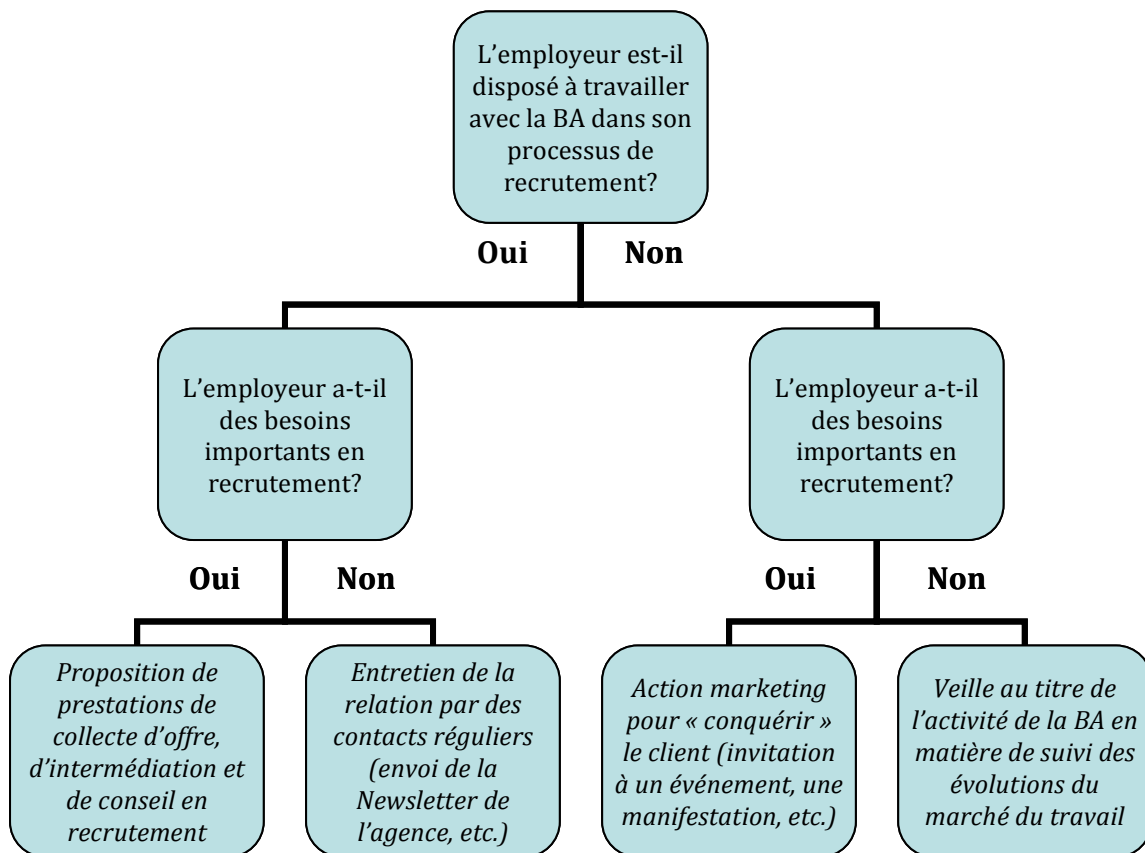 L’employeur est-il
disposé à travailler
avec la BA dans son
processus de
recrutement?
Oui
Non
L’employeur a-t-il
des besoins
importants en
recrutement?
L’employeur a-t-il
des besoins
importants en
recrutement?
Oui
Non
Oui
Non
Proposition de
prestations de
collecte d’offre,
d’intermédiation et
de conseil en
recrutement
Entretien de la
relation par des
contacts réguliers
(envoi de la
Newsletter de
l’agence, etc.)
Action marketing
pour « conquérir »
le client (invitation
à un événement, une
manifestation, etc.)
Veille au titre de
l’activité de la BA en
matière de suivi des
évolutions du
marché du travail